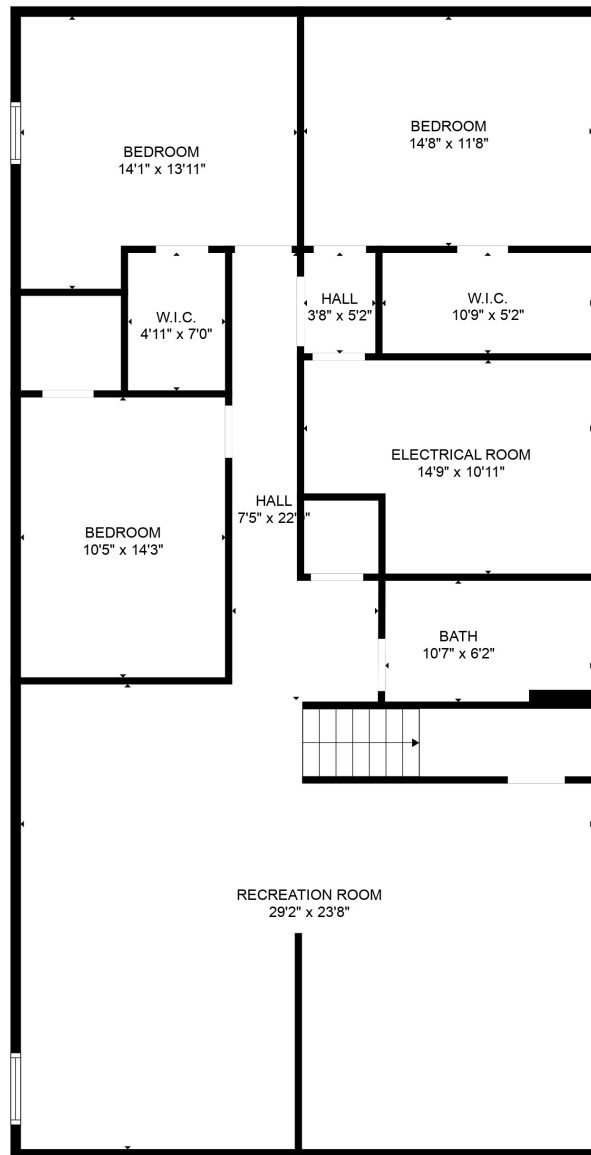 BEDROOM
14'1" x 13'11"
BEDROOM
14'8" x 11'8"
W.I.C.
4'11" x 7'0"
HALL
3'8" x 5'2"
W.I.C.
10'9" x 5'2"
ELECTRICAL ROOM
14'9" x 10'11"
HALL
7'5" x
BEDROOM
10'5" x 14'3"
BATH
10'7" x 6'2"
RECREATION ROOM
29'2" x 23'8"